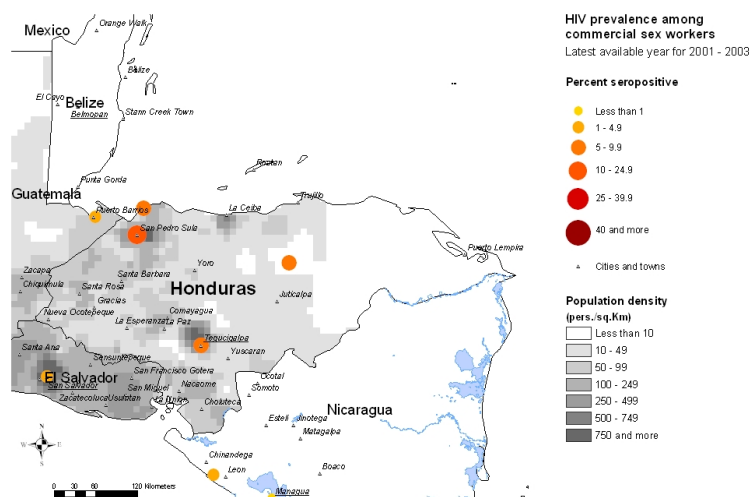 HIV prevalence among
commercial sex workers
Latest available year for 2001 - 2003
Percent seropositive
Less than 1
1 - 4.9
5 - 9.9
10 - 24.9
25 - 39.9
40 and more
Cities and towns
Population density
(pers./sq.Km)
Less than 10
10 - 49
50 - 99
100 - 249
250 - 499
500 - 749
750 and more
Mexico
Orange Walk
Belize
El Cayo
Belize
Belmopan
Stann Creek Town
Punta Gorda
Roatan
Guatemala
Puerto Barrios
La Ceiba
Trujillo
San Pedro Sula
Puerto Lempira
Zacapa
Yoro
Santa Barbara
Chiquimula
Santa Rosa
Honduras
Gracias
Juticalpa
Nueva Ocotepeque
Comayagua
La Esperanza
La Paz
Tegucigalpa
Santa Ana
Sensuntepeque
Yuscaran
El Salvador
San Francisco Gotera
Ocotal
San Salvador
San Miguel
Nacaome
Somoto
Zacatecoluca
Usulutan
La Union
Choluteca
Nicaragua
Esteli
Jinotega
Matagalpa
N
W
E
S
Chinandega
Leon
Boaco
Managua
0 30 60 120 Kilometers